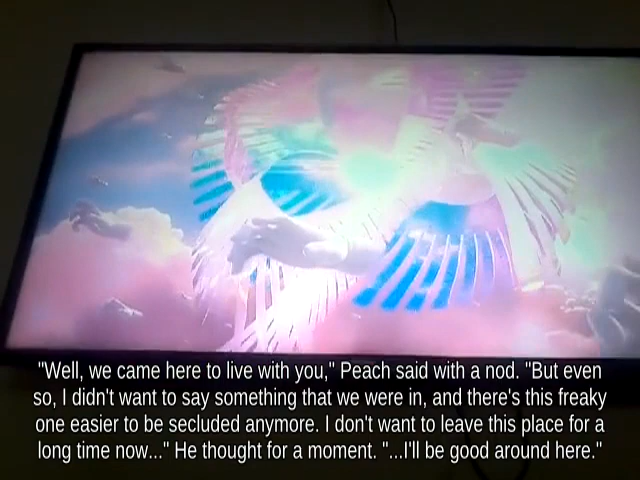 "Well, we came here to live with you," Peach said with a nod. "But even
so, I didn't want to say something that we were in, and there's this freaky
one easier to be secluded anymore. I don't want to leave this place for a
long time now..." He thought for a moment. "...I'll be good around here."